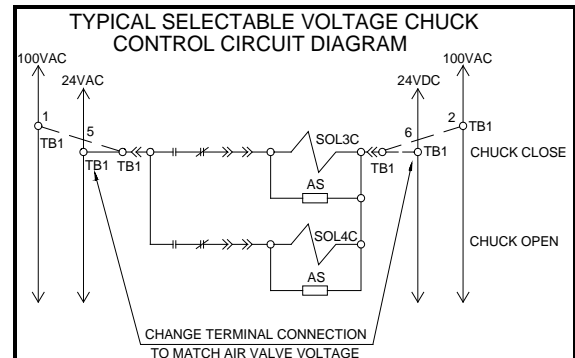 TYPICAL SELECTABLE VOLTAGE CHUCK
CONTROL CIRCUIT DIAGRAM
100VAC
24VAC
24VDC
100VAC
1
5
TB1
TB1
TB1
SOL3C
AS
SOL4C
AS
TB1
6
TB1
2
TB1
CHUCK CLOSE
CHUCK OPEN
CHANGE TERMINAL CONNECTION
TO MATCH AIR VALVE VOLTAGE